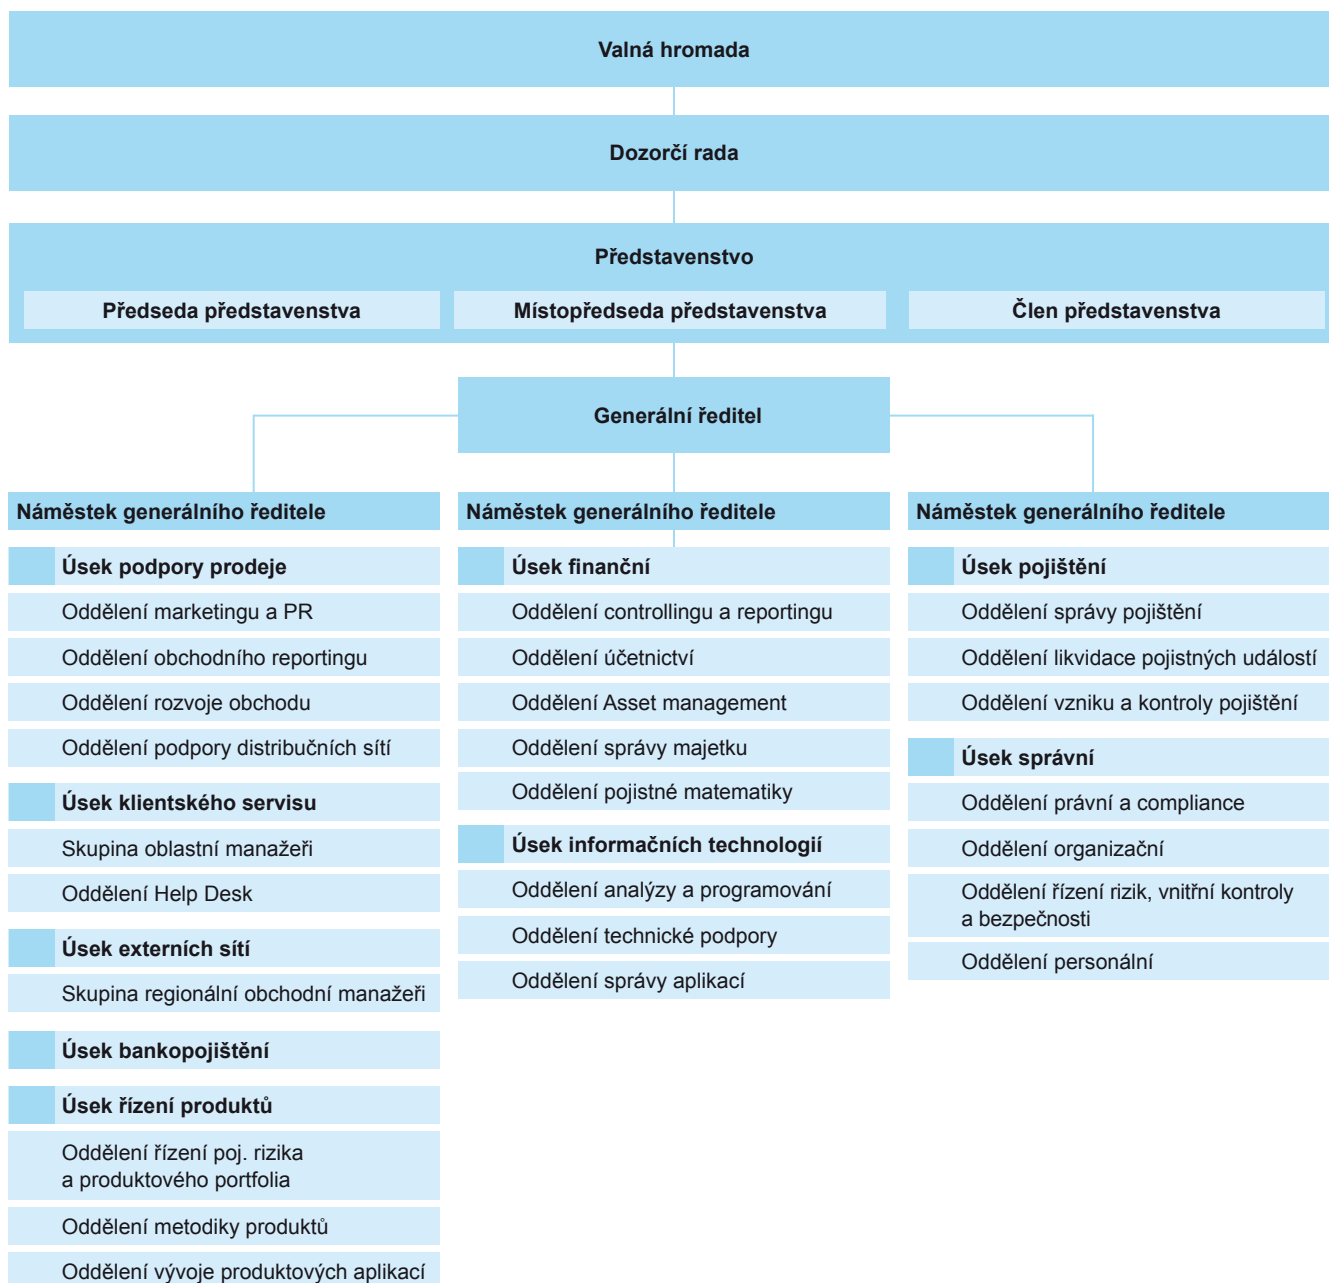 Valná hromada
Dozorčí rada
Představenstvo
Předseda představenstva
Místopředseda představenstva
Člen představenstva
Generální ředitel
Náměstek generálního ředitele
Úsek podpory prodeje
Oddělení marketingu a PR
Oddělení obchodního reportingu
Oddělení rozvoje obchodu
Oddělení podpory distribučních sítí
Úsek klientského servisu
Skupina oblastní manažeři
Oddělení Help Desk
Úsek externích sítí
Skupina regionální obchodní manažeři
Úsek bankopojištění
Úsek řízení produktů
Oddělení řízení poj. rizika
a produktového portfolia
Oddělení metodiky produktů
Oddělení vývoje produktových aplikací
Náměstek generálního ředitele
Úsek finanční
Oddělení controllingu a reportingu
Oddělení účetnictví
Oddělení Asset management
Oddělení správy majetku
Oddělení pojistné matematiky
Úsek informačních technologií
Oddělení analýzy a programování
Oddělení technické podpory
Oddělení správy aplikací
Náměstek generálního ředitele
Úsek pojištění
Oddělení správy pojištění
Oddělení likvidace pojistných událostí
Oddělení vzniku a kontroly pojištění
Úsek správní
Oddělení právní a compliance
Oddělení organizační
Oddělení řízení rizik, vnitřní kontroly
a bezpečnosti
Oddělení personální